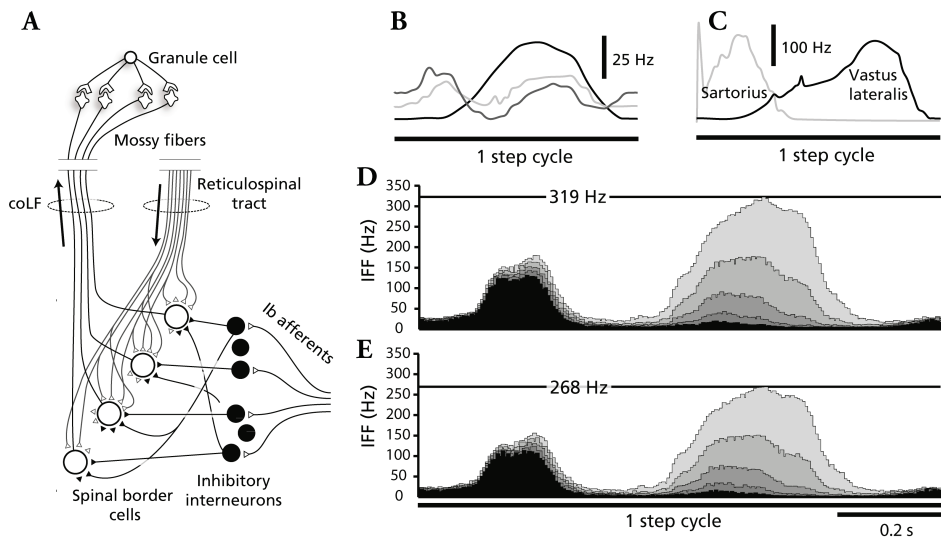 A
Granule cell
Mossy fibers
coLF
Reticulospinal
tract
Ib afferents
Spinal border
cells
Inhibitory
interneurons
B
25 Hz
1 step cycle
C
100 Hz
Sartorius
Vastus
lateralis
1 step cycle
D
350
300
250
200
150
100
50
0
IFF (Hz)
319 Hz
E
350
300
250
200
150
100
50
0
IFF (Hz)
268 Hz
1 step cycle
0.2 s